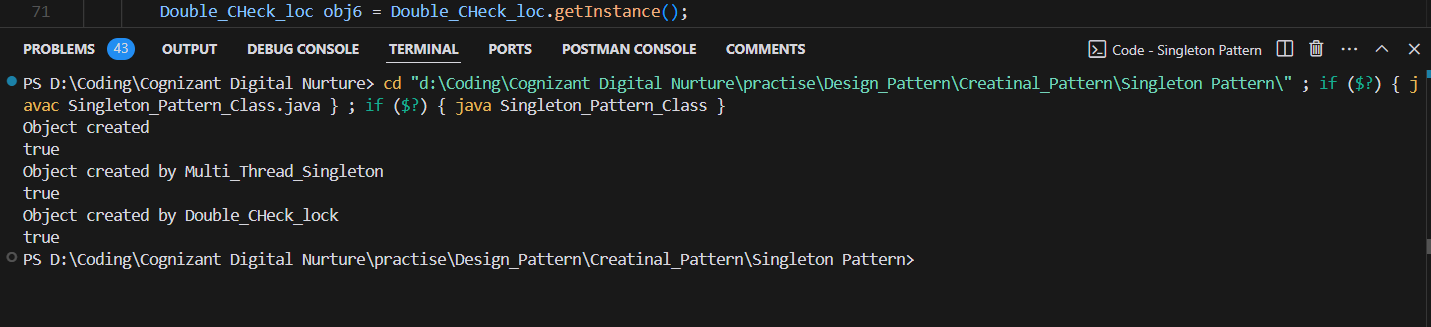 71 Double_CHeck_loc obj6 = Double_CHeck_loc.getInstance();
PROBLEMS 43 OUTPUT DEBUG CONSOLE TERMINAL PORTS POSTMAN CONSOLE COMMENTS Code - Singleton Pattern
PS D:\Coding\Cognizant Digital Nurture> cd "d:\Coding\Cognizant Digital Nurture\practise\Design_Pattern\Creatinal_Pattern\Singleton Pattern\" ; if ($?) { j
avac Singleton_Pattern_Class.java } ; if ($?) { java Singleton_Pattern_Class }
Object created
true
Object created by Multi_Thread_Singleton
true
Object created by Double_CHeck_lock
true
PS D:\Coding\Cognizant Digital Nurture\practise\Design_Pattern\Creatinal_Pattern\Singleton Pattern>